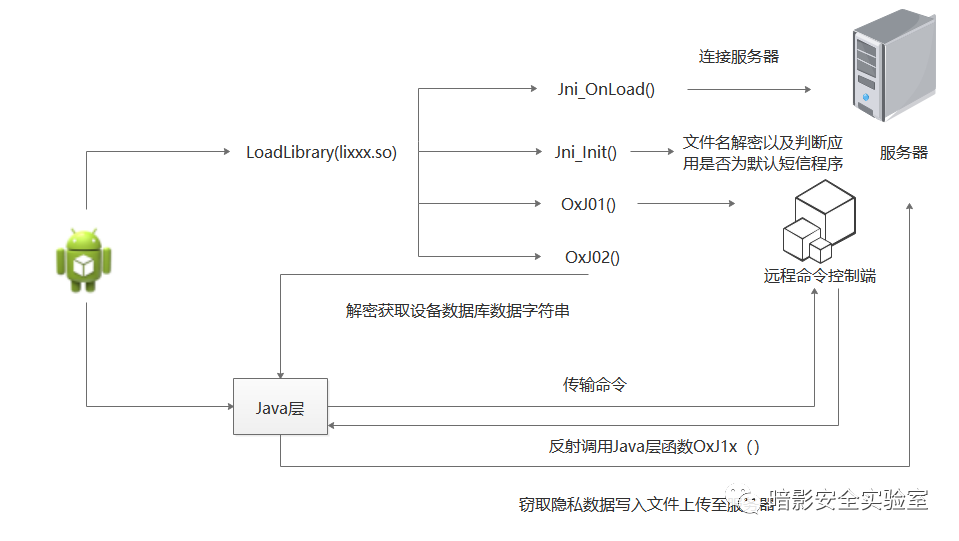 连接服务器
Jni_OnLoad()
LoadLibrary(lixxx.so)
Jni_Init()
文件名解密以及判断应
用是否为默认短信程序
服务器
OxJ01()
OxJ02()
远程命令控制端
解密获取设备数据库数据字符串
传输命令
Java层
反射调用Java层函数OxJ1x（）
窃取隐私数据写入文件上传至服务器
暗影安全实验室